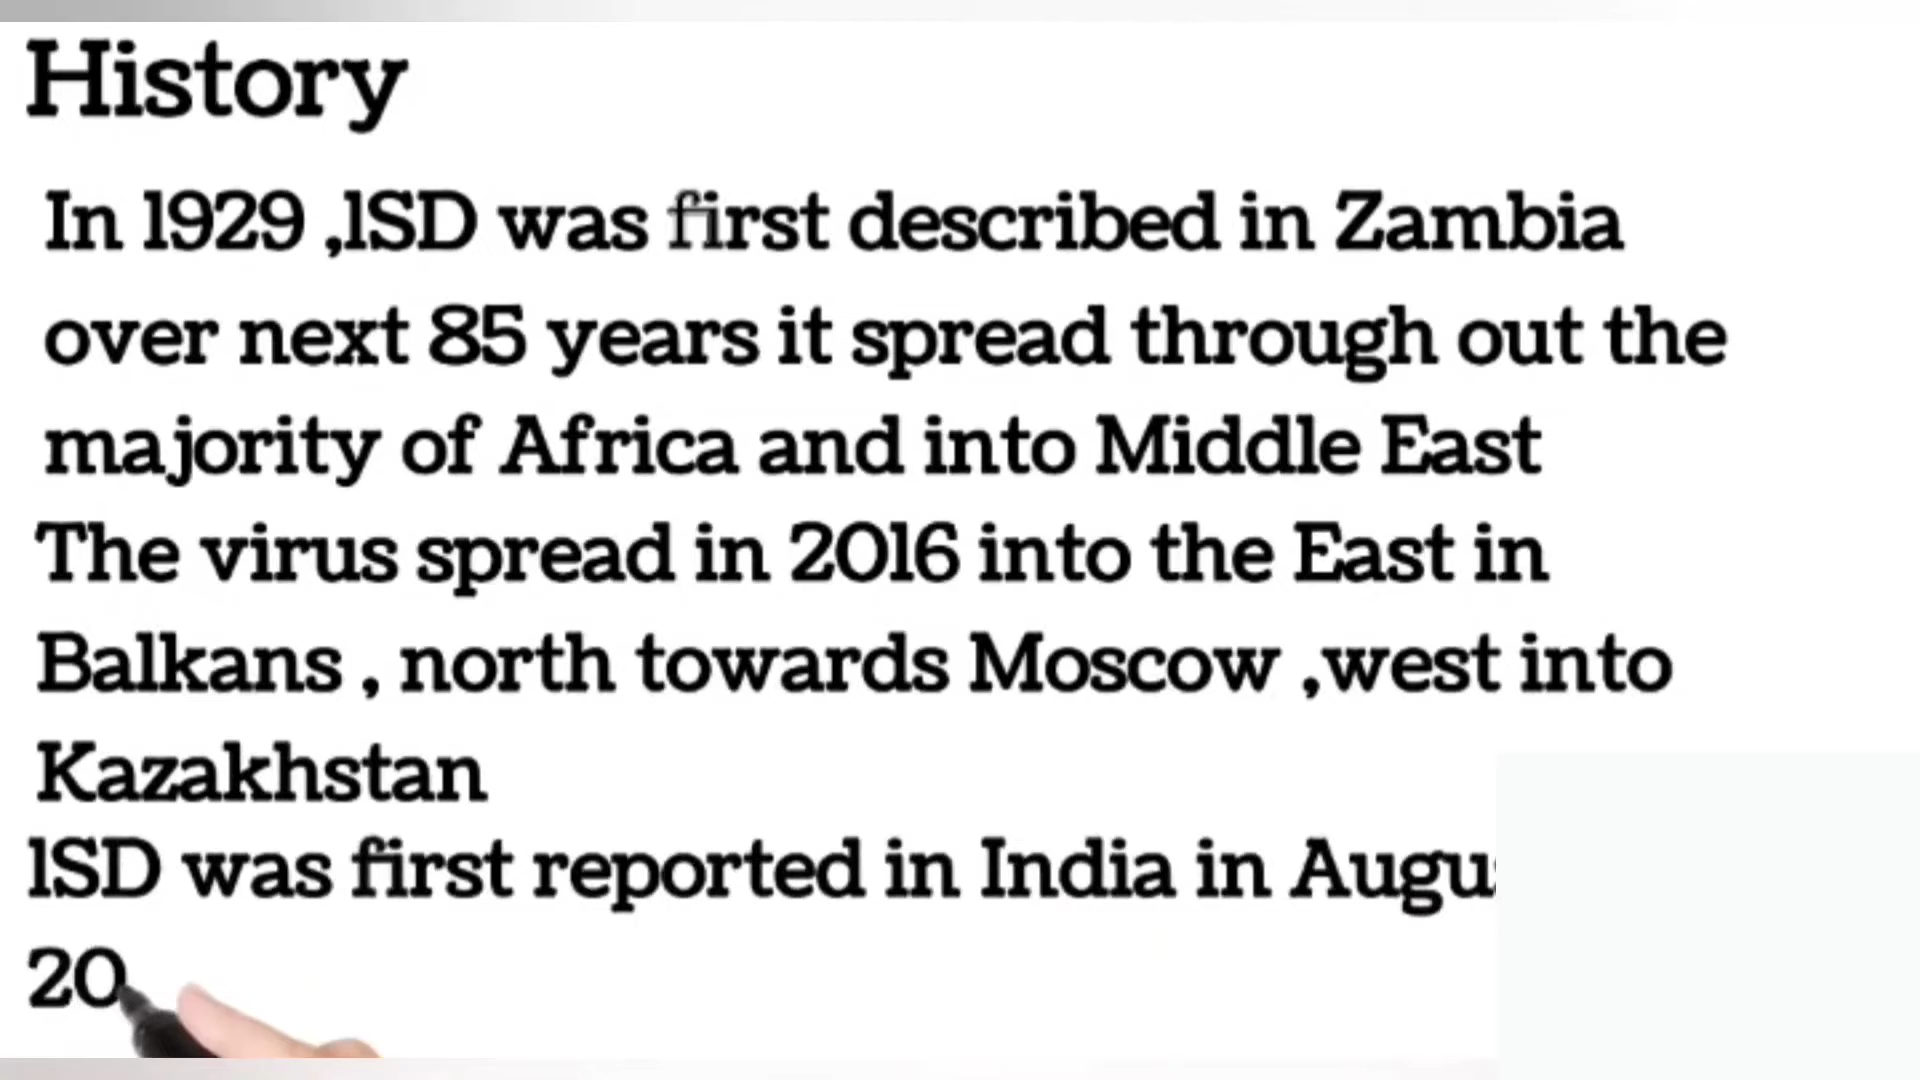 History
In 1929 ,lSD was first described in Zambia
over next 85 years it spread through out the
majority of Africa and into Middle East
The virus spread in 2016 into the East in
Balkans , north towards Moscow ,west into
Kazakhstan
lSD was first reported in India in Augu
20